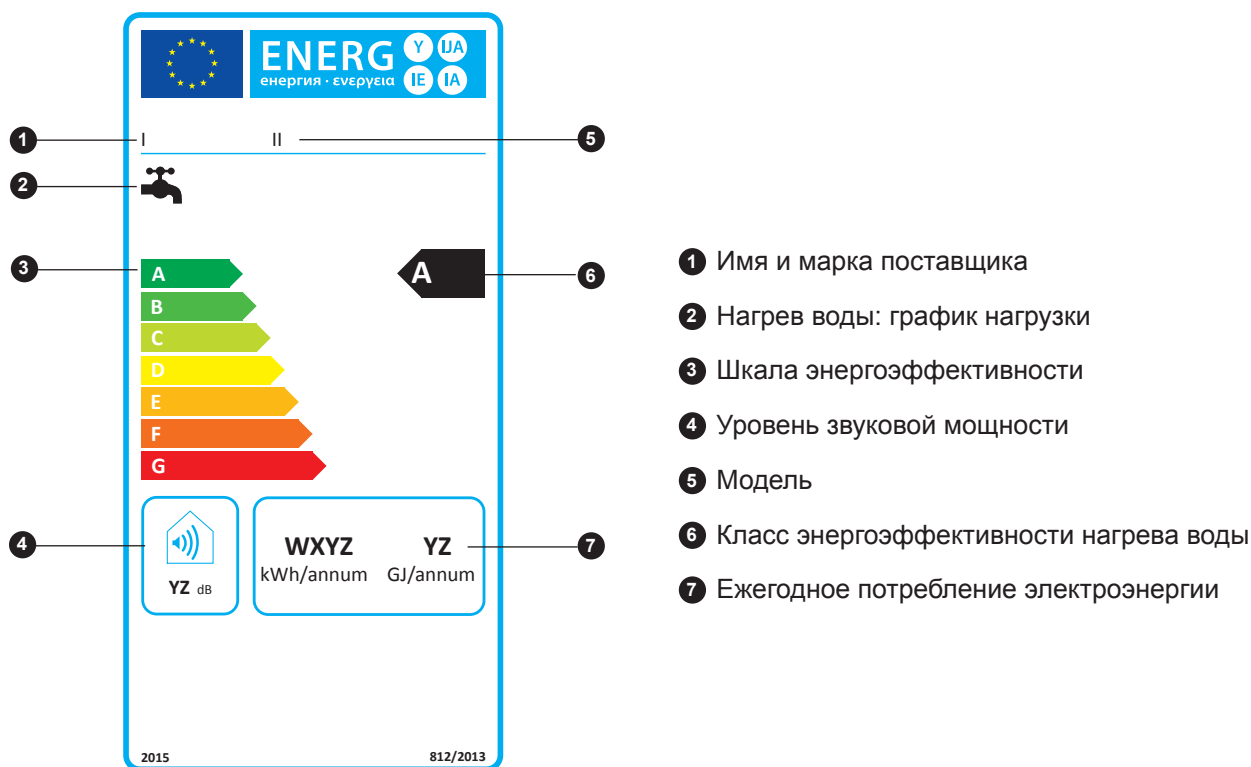 ENERG Y IJA
енергия · ενεργεια IE IA
1 I II 5
2
3 A A 6
B
C
D
E
F
G
4 WXYZ YZ 7
kWh/annum GJ/annum
YZ dB
2015 812/2013
1 Имя и марка поставщика
2 Нагрев воды: график нагрузки
3 Шкала энергоэффективности
4 Уровень звуковой мощности
5 Модель
6 Класс энергоэффективности нагрева воды
7 Ежегодное потребление электроэнергии